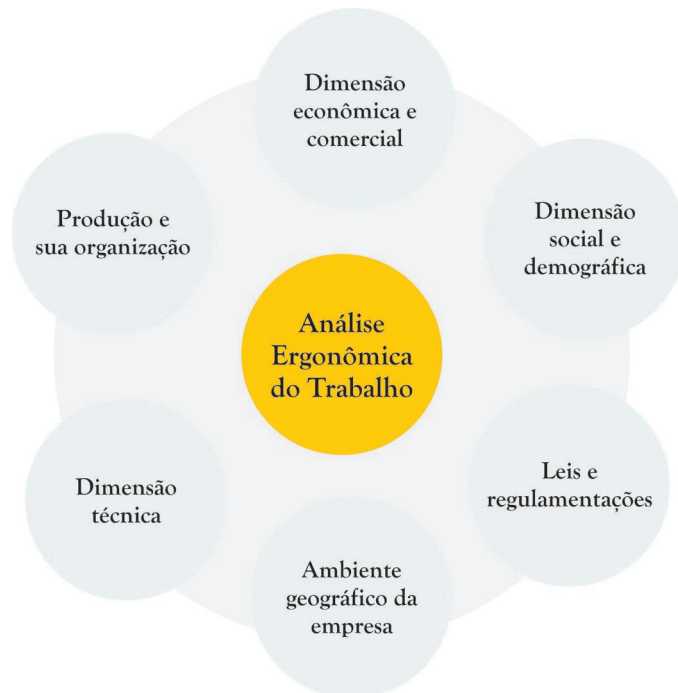 Dimensão
econômica e
comercial
Produção e
sua organização
Dimensão
social e
demográfica
Análise
Ergonômica
do Trabalho
Dimensão
técnica
Leis e
regulamentações
Ambiente
geográfico da
empresa